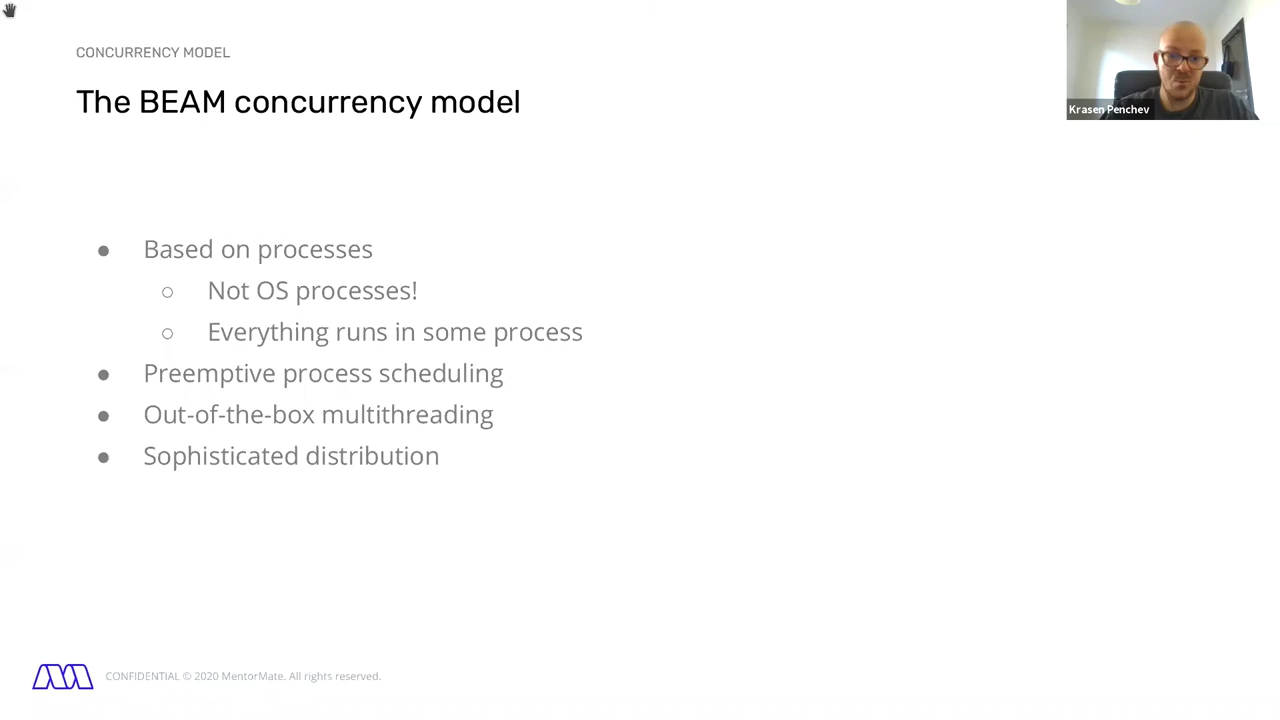 CONCURRENCY MODEL
The BEAM concurrency model
Krasen Penchev
● Based on processes
○ Not OS processes!
○ Everything runs in some process
● Preemptive process scheduling
● Out-of-the-box multithreading
● Sophisticated distribution
CONFIDENTIAL © 2020 MentorMate. All rights reserved.